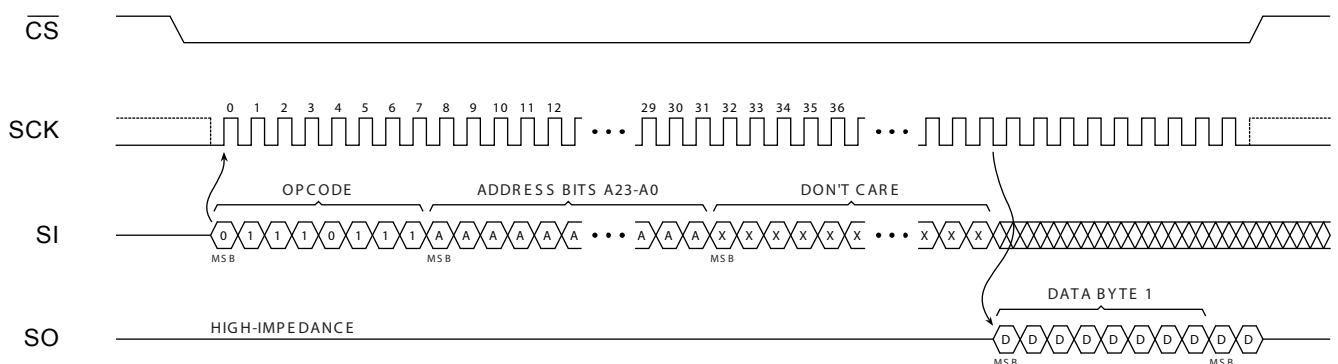 CS
SCK
0 1 2 3 4 5 6 7 8 9 10 11 12 29 30 31 32 33 34 35 36
OPCODE ADDRESS BITS A23-A0 DON'T CARE
SI
0 1 1 1 0 1 1 1 A A A A A A A A A X X X X X X X X X
MSB MSB MSB
DATA BYTE 1
SO
HIGH-IMPEDANCE
D D D D D D D D D D
MSB MSB